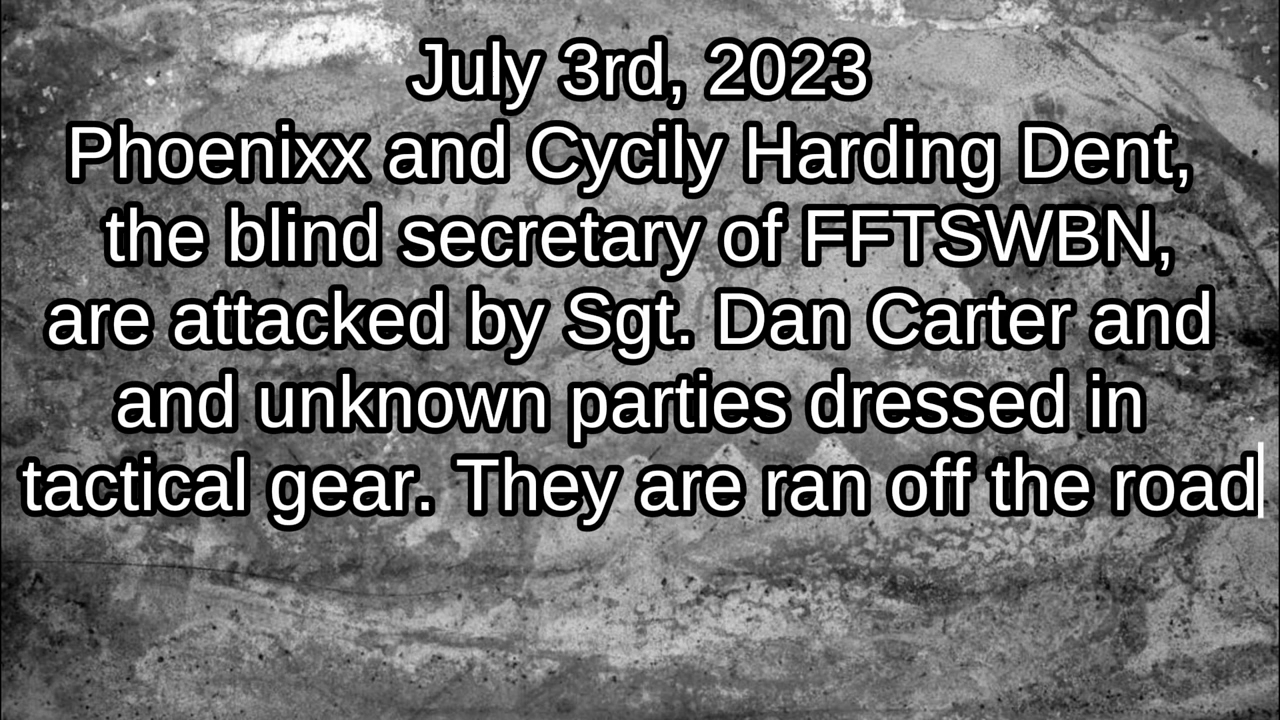 July 3rd, 2023
Phoenixx and Cycily Harding Dent,
the blind secretary of FFTSWBN,
are attacked by Sgt. Dan Carter and
and unknown parties dressed in
tactical gear. They are ran off the road